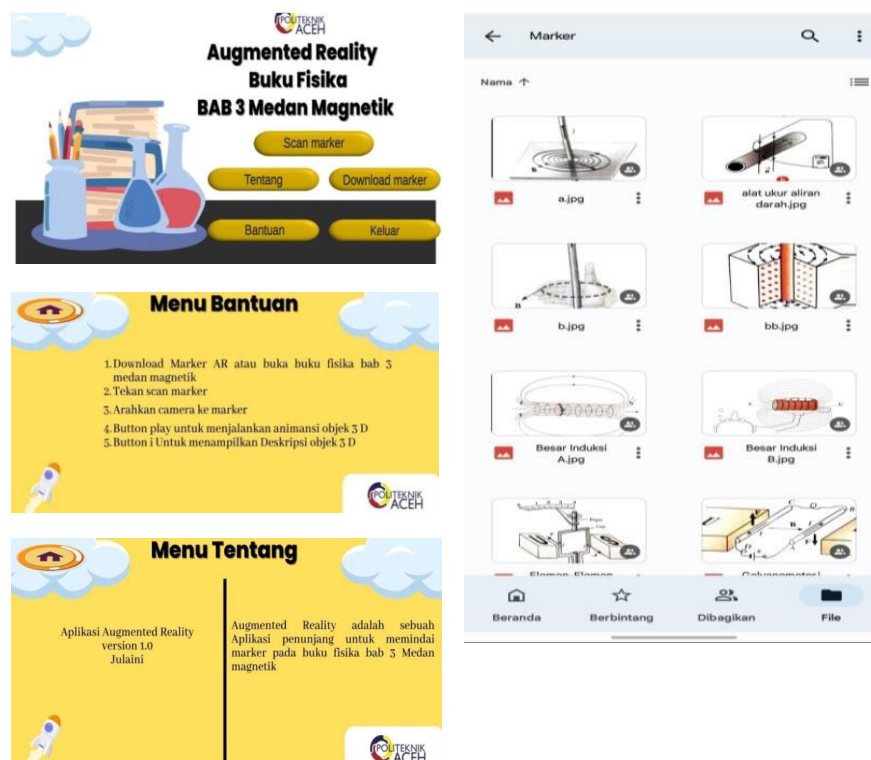 POLITEKNIK
ACEH
Augmented Reality
Buku Fisika
BAB 3 Medan Magnetik
Scan marker
Tentang
Download marker
Bantuan
Keluar
Menu Bantuan
1. Download Marker AR atau buka buku fisika bab 3
medan magnetik
2. Tekan scan marker
3. Arahkan camera ke marker
4. Button play untuk menjalankan animansi objek 3 D
5. Button i Untuk menampilkan Deskripsi objek 3 D
POLITEKNIK
ACEH
Menu Tentang
Aplikasi Augmented Reality
version 1.0
Julaini
Augmented Reality adalah sebuah
Aplikasi penunjang untuk memindai
marker pada buku fisika bab 3 Medan
magnetik
POLITEKNIK
ACEH
Marker
Nama
a.jpg
alat ukur aliran
darah.jpg
b.jpg
bb.jpg
Besar Induksi
A.jpg
Besar Induksi
B.jpg
Elemen-Elemen
Galvanometer i
Beranda
Berbintang
Dibagikan
File